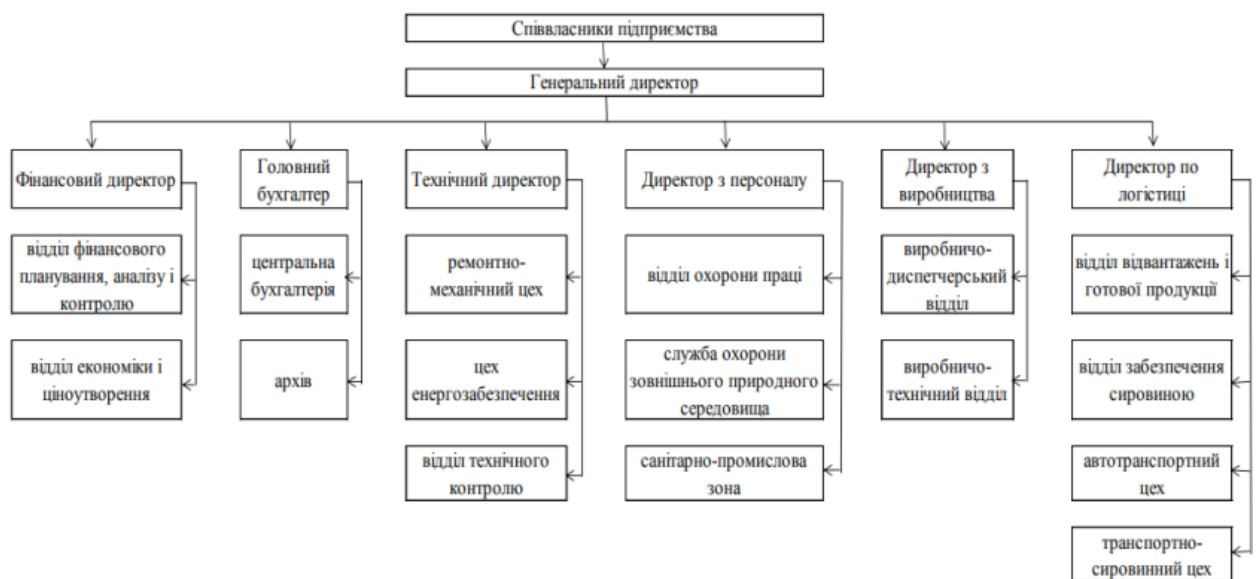 Співвласники підприємства
Генеральний директор
Фінансовий директор
Головний
бухгалтер
Технічний директор
Директор з персоналу
Директор з
виробництва
Директор по
логістиці
відділ фінансового
планування, аналізу і
контролю
центральна
бухгалтерія
ремонтно-
механічний цех
відділ охорони праці
виробничо-
диспетчерський
відділ
відділ відвантажень і
готової продукції
відділ економіки і
ціноутворення
архів
цех
енергозабезпечення
служба охорони
зовнішнього природного
середовища
виробничо-
технічний відділ
відділ забезпечення
сировиною
відділ технічного
контролю
санітарно-промислова
зона
автотранспортний
цех
транспортно-
сировинний цех